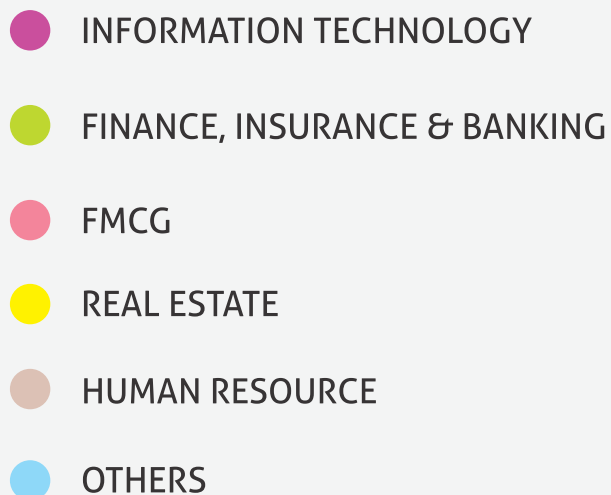 INFORMATION TECHNOLOGY
FINANCE, INSURANCE & BANKING
FMCG
REAL ESTATE
HUMAN RESOURCE
OTHERS